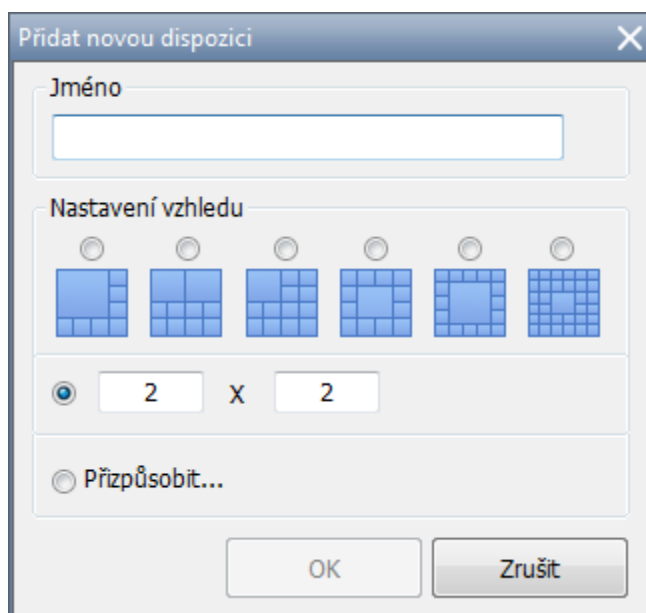 Přidat novou dispozici
Jméno
Nastavení vzhledu
2 X 2
Přizpůsobit...
OK Zrušit